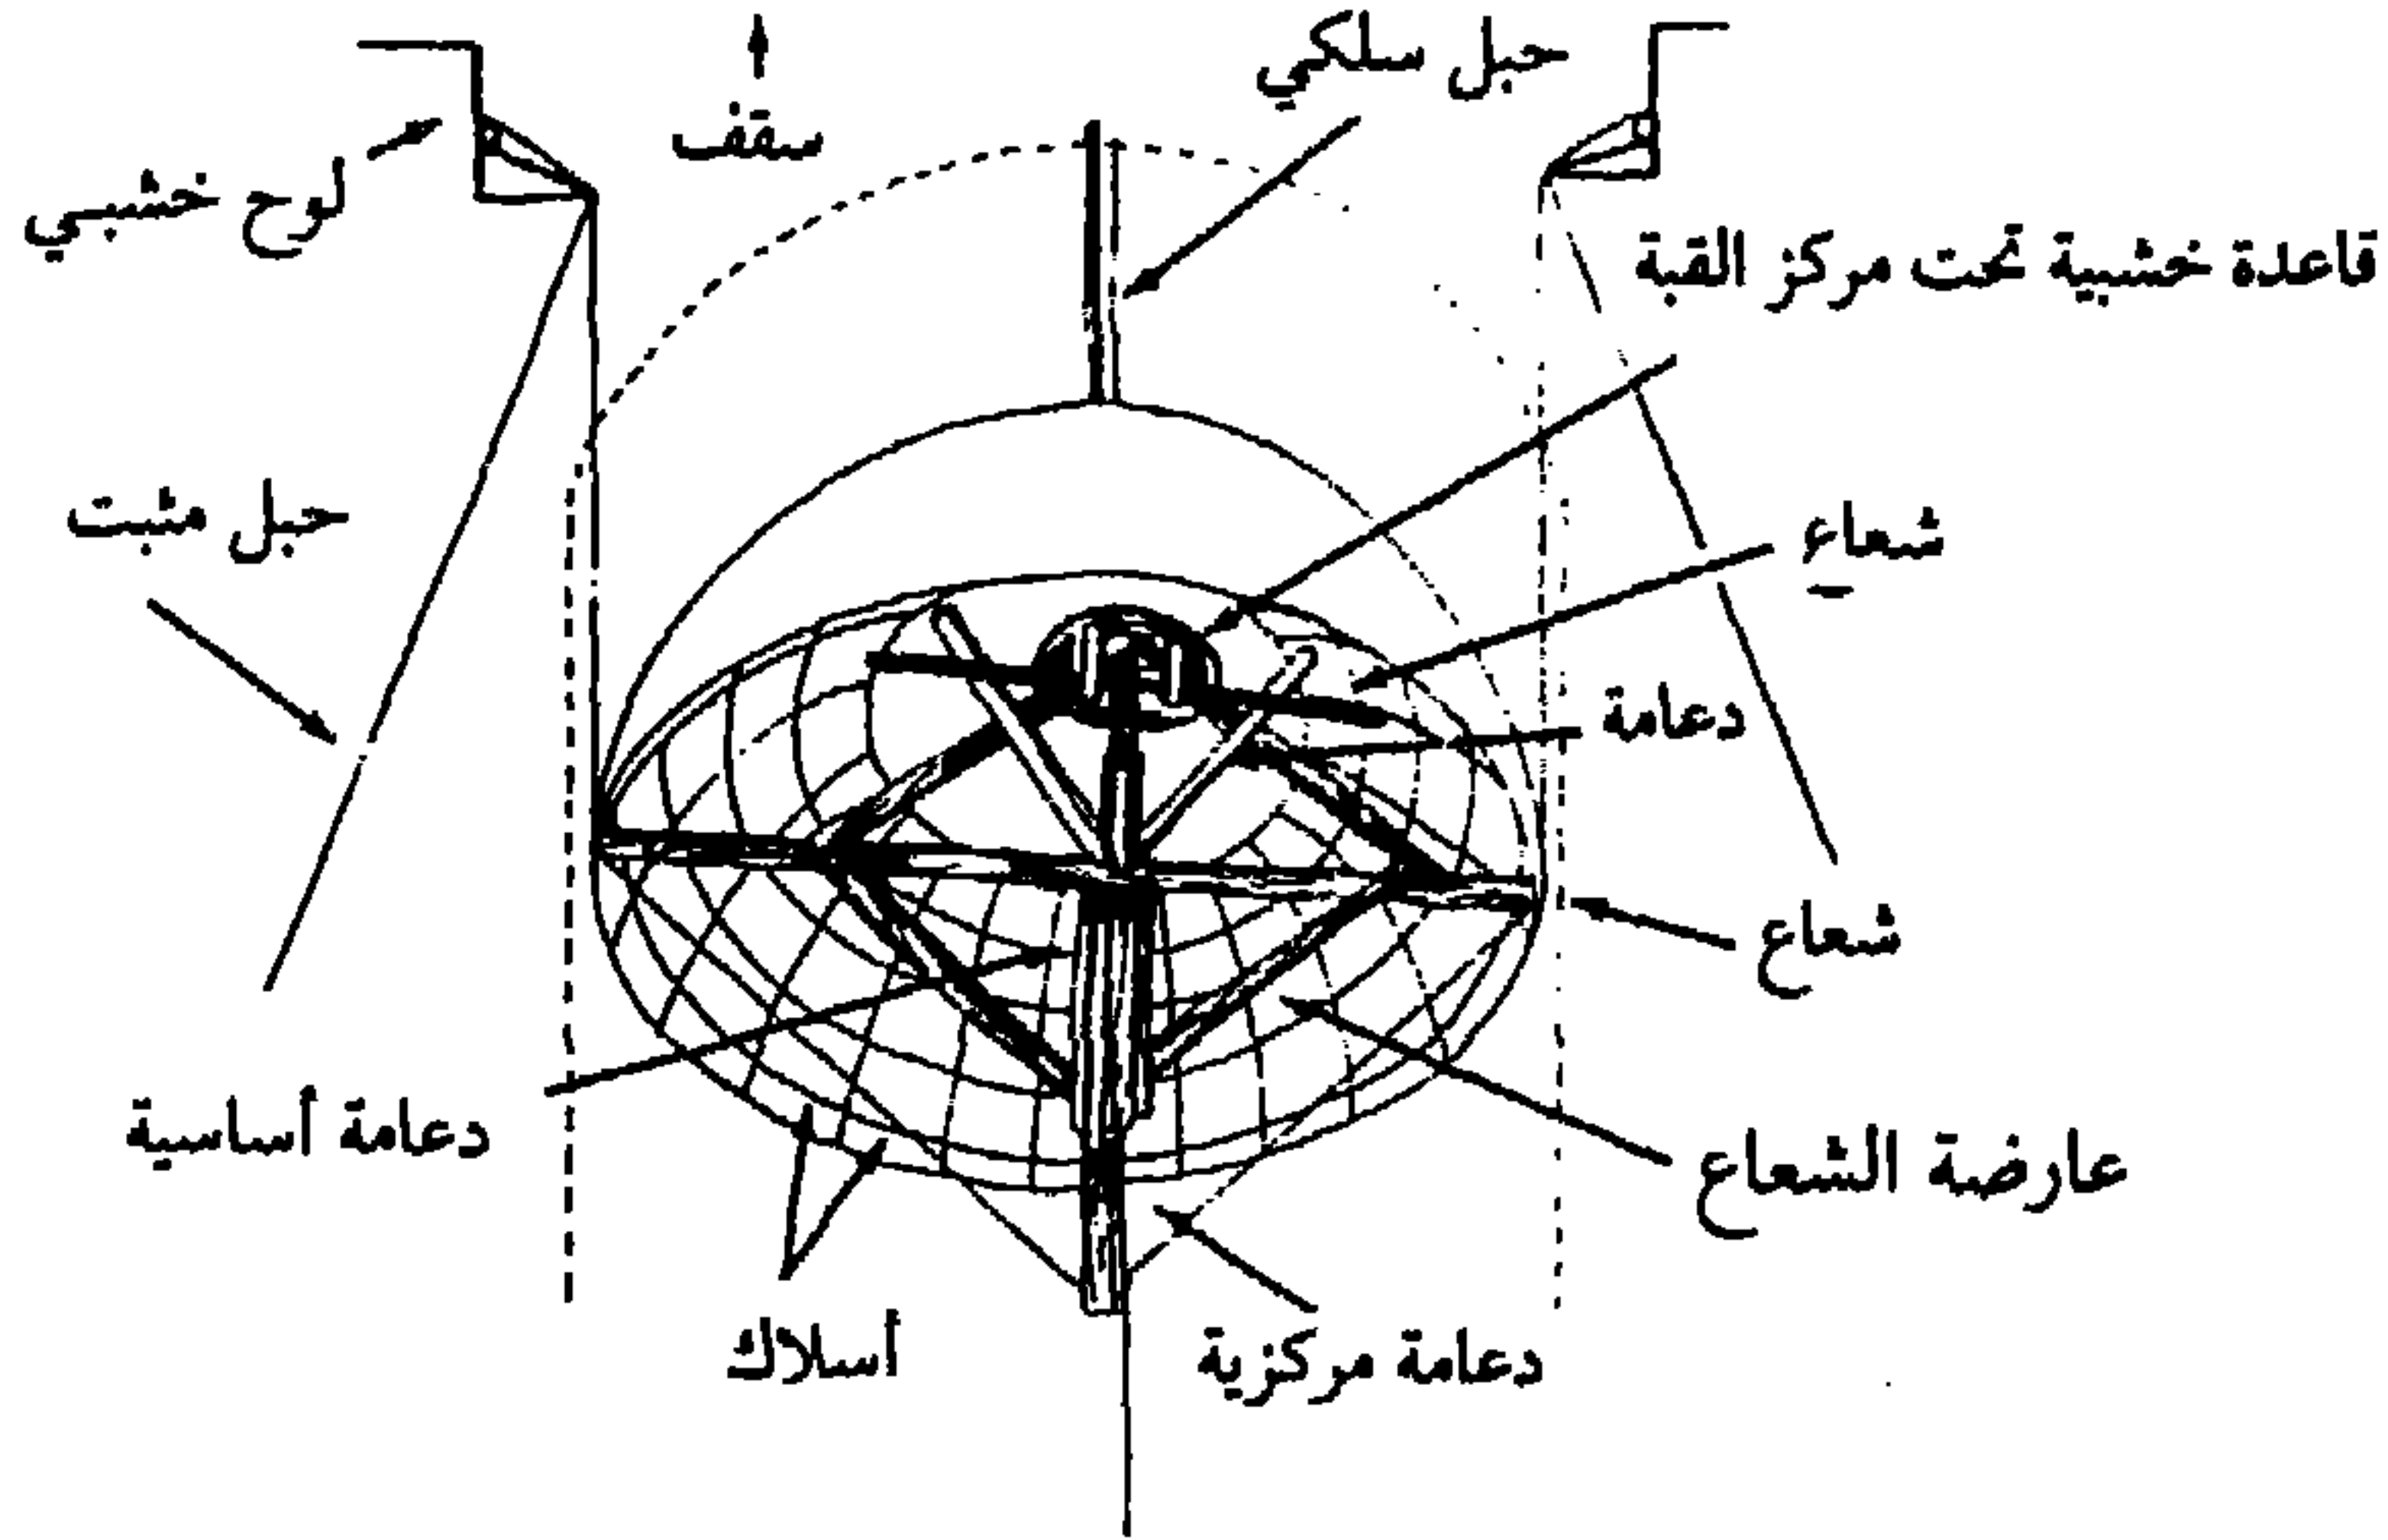 حبل سلكي
سقف
لوح خشبي
قاعدة خشبية تحت مركز القبة
حبل مثبت
شعاع
دعامة
شعاع
دعامة أساسية
عارضة الشعاع
أسلاك
دعامة مركزية